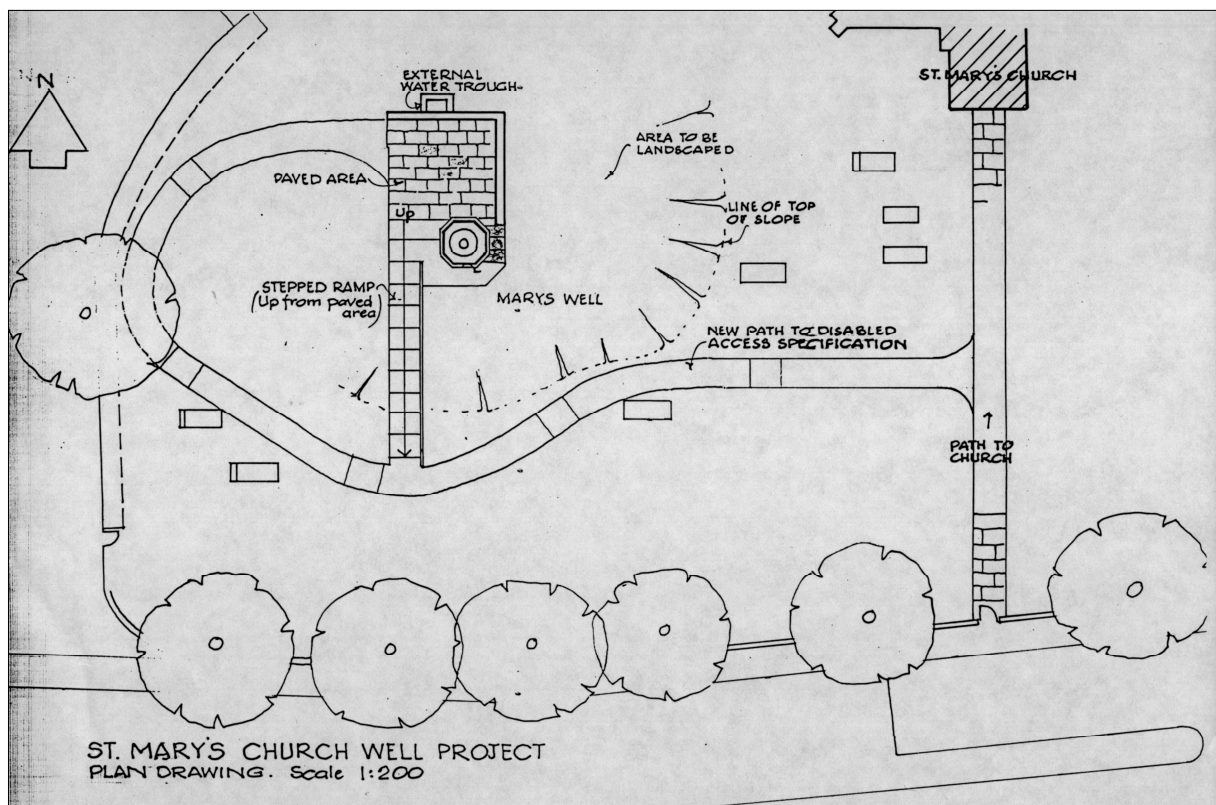 N
EXTERNAL
WATER TROUGH
ST. MARY'S CHURCH
AREA TO BE
LANDSCAPED
PAVED AREA
Up
LINE OF TOP
OF SLOPE
STEPPED RAMP
(Up from paved
area)
MARYS WELL
NEW PATH TO DISABLED
ACCESS SPECIFICATION
PATH TO
CHURCH
ST. MARY'S CHURCH WELL PROJECT
PLAN DRAWING. Scale 1:200